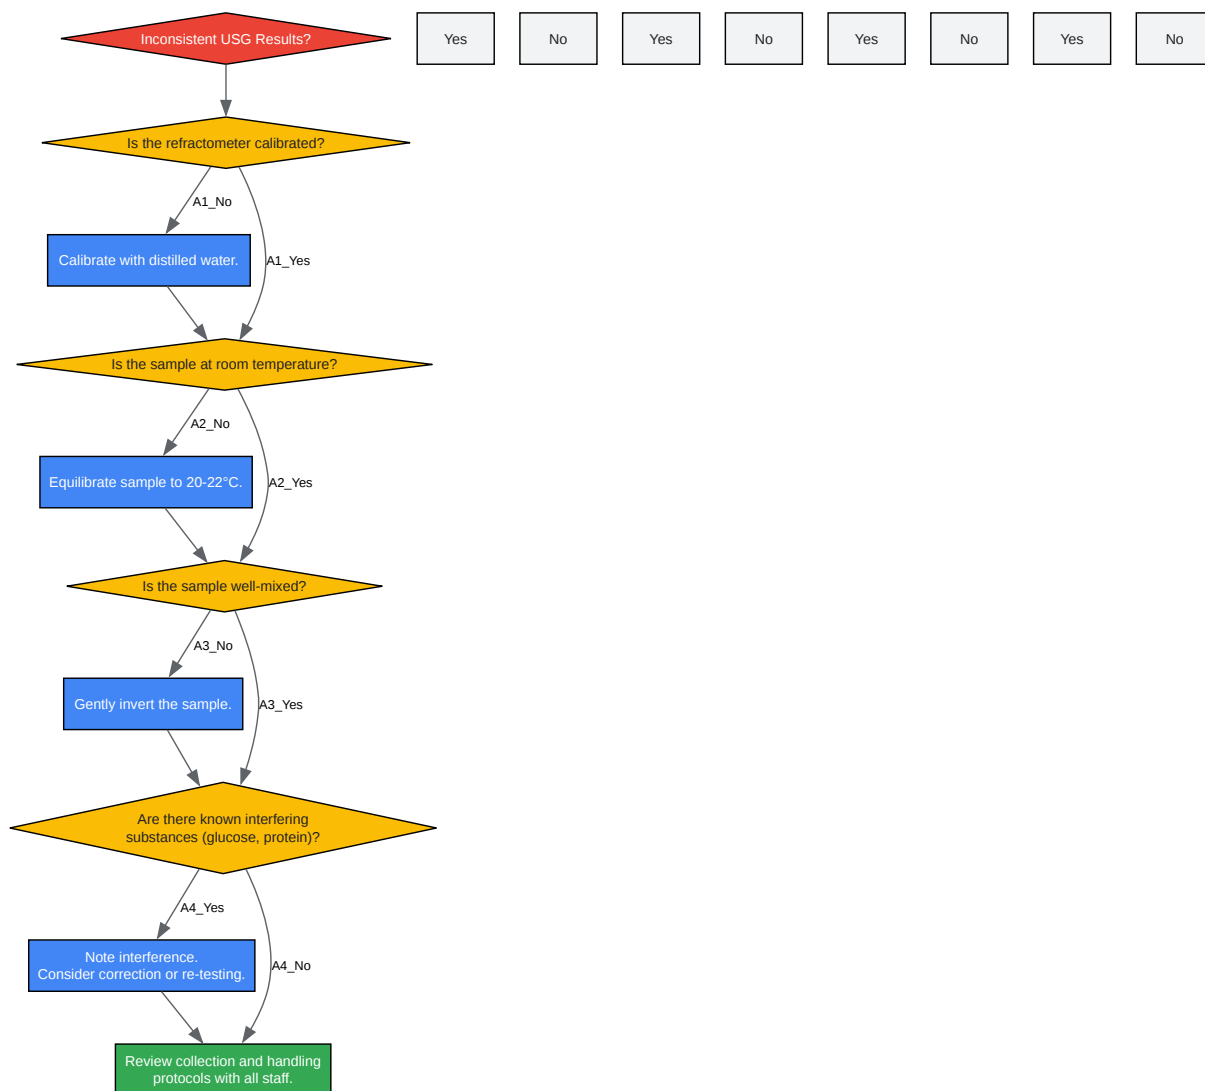 Inconsistent USG Results?
Yes
No
Yes
No
Yes
No
Yes
No
Is the refractometer calibrated?
A1_No
Calibrate with distilled water.
A1_Yes
Is the sample at room temperature?
A2_No
Equilibrate sample to 20-22°C.
A2_Yes
Is the sample well-mixed?
A3_No
Gently invert the sample.
A3_Yes
Are there known interfering
substances (glucose, protein)?
A4_Yes
Note interference.
Consider correction or re-testing.
A4_No
Review collection and handling
protocols with all staff.